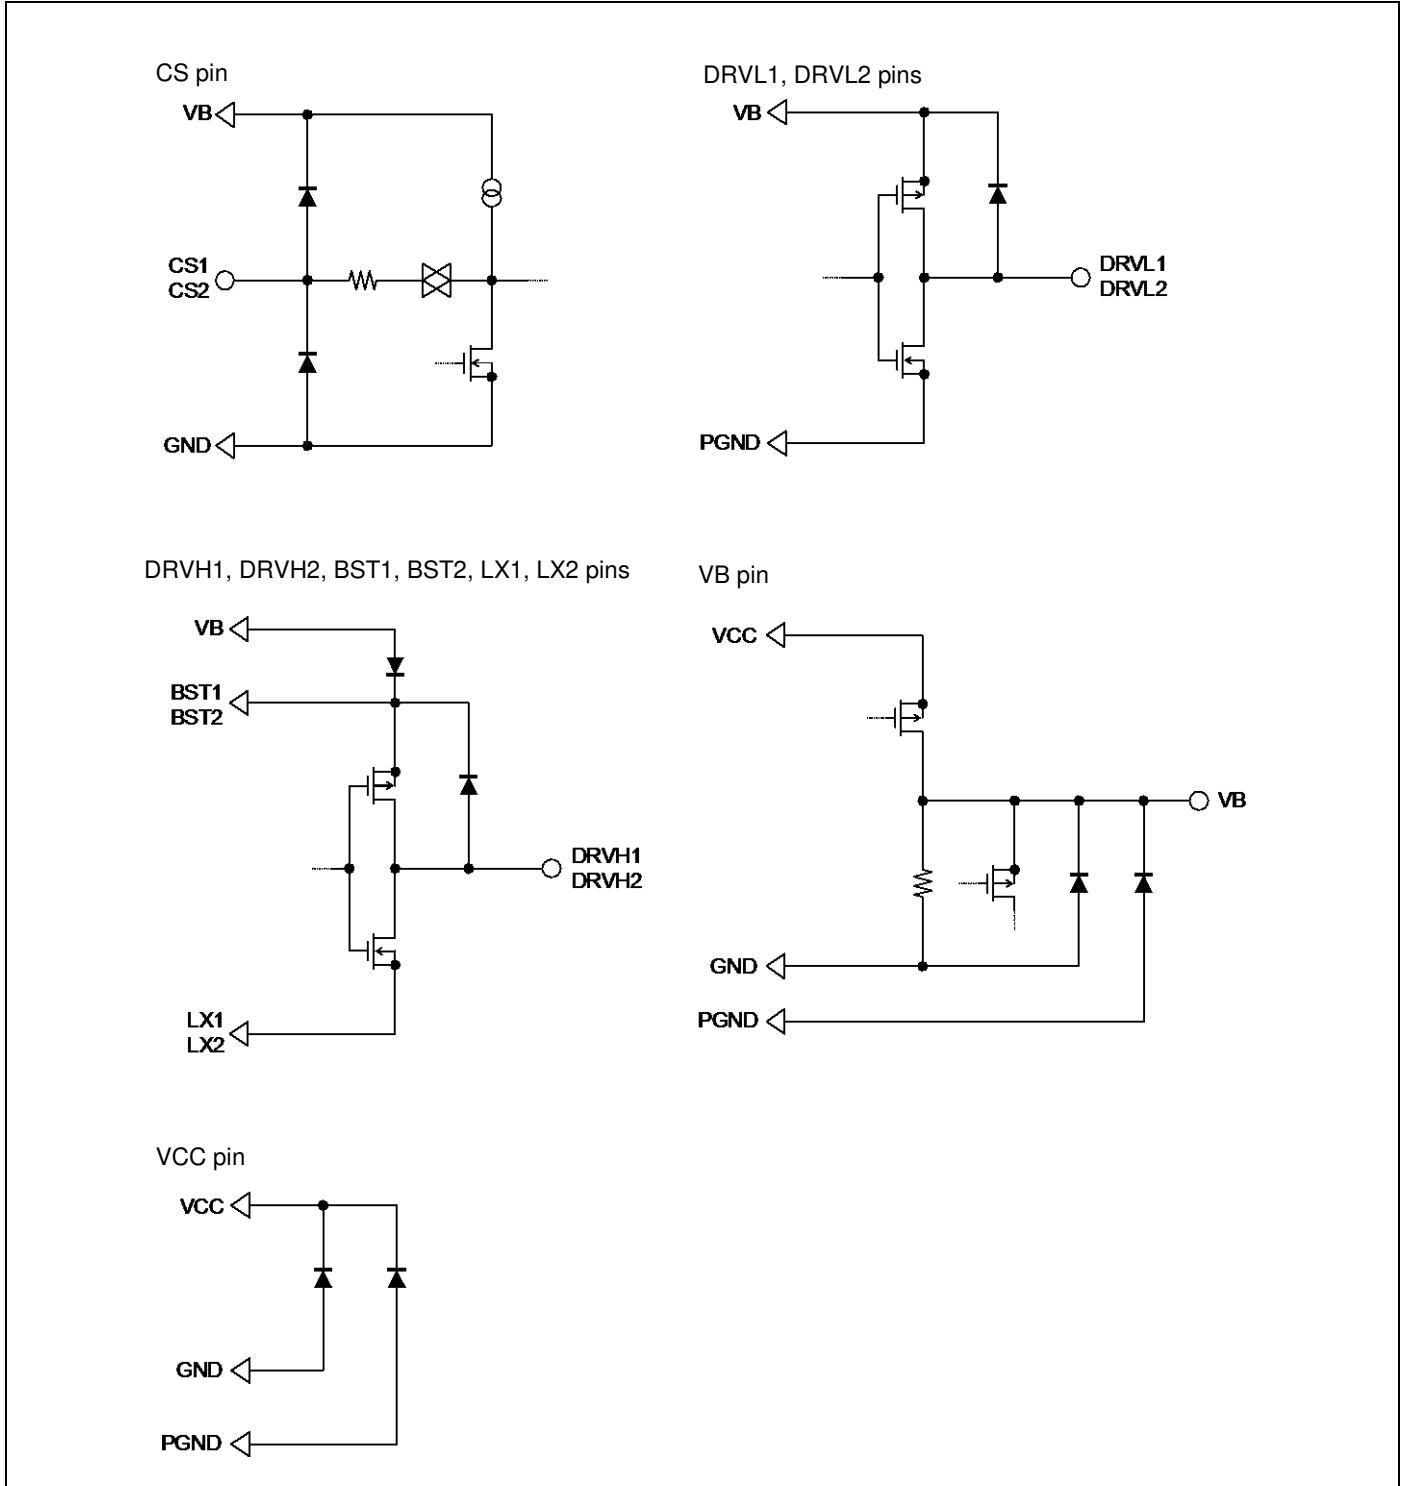 CS pin
VB
CS1
CS2
GND
DRVL1, DRVL2 pins
VB
DRVL1
DRVL2
PGND
DRVH1, DRVH2, BST1, BST2, LX1, LX2 pins
VB
BST1
BST2
DRVH1
DRVH2
LX1
LX2
VB pin
VCC
VB
GND
PGND
VCC pin
VCC
GND
PGND